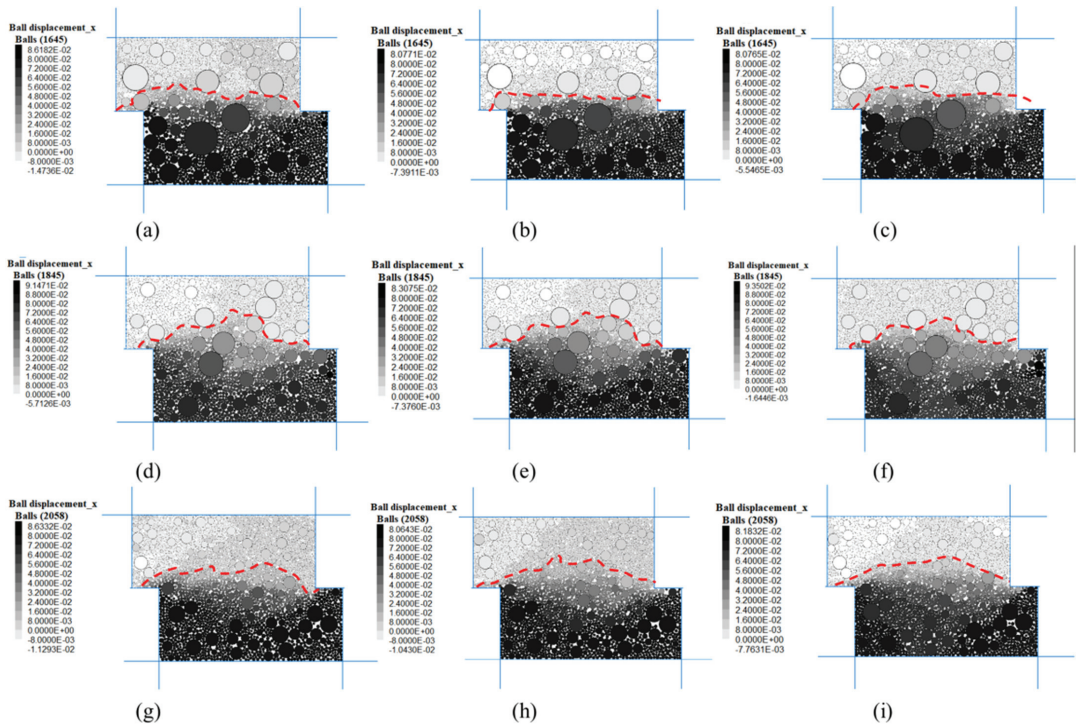 Ball displacement_x
Balls (1645)
8.6182E-02
8.0000E-02
7.2000E-02
6.4000E-02
5.6000E-02
4.8000E-02
4.0000E-02
3.2000E-02
2.4000E-02
1.6000E-02
8.0000E-03
0.0000E+00
-8.0000E-03
-1.4736E-02
(a)
Ball displacement_x
Balls (1645)
8.0771E-02
8.0000E-02
7.2000E-02
6.4000E-02
5.6000E-02
4.8000E-02
4.0000E-02
3.2000E-02
2.4000E-02
1.6000E-02
8.0000E-03
0.0000E+00
-7.3911E-03
(b)
Ball displacement_x
Balls (1645)
8.0765E-02
8.0000E-02
7.2000E-02
6.4000E-02
5.6000E-02
4.8000E-02
4.0000E-02
3.2000E-02
2.4000E-02
1.6000E-02
8.0000E-03
0.0000E+00
-5.5465E-03
(c)
Ball displacement_x
Balls (1845)
9.1471E-02
8.8000E-02
8.0000E-02
7.2000E-02
6.4000E-02
5.6000E-02
4.8000E-02
4.0000E-02
3.2000E-02
2.4000E-02
1.6000E-02
8.0000E-03
0.0000E+00
-5.7126E-03
(d)
Ball displacement_x
Balls (1845)
8.3075E-02
8.0000E-02
7.2000E-02
6.4000E-02
5.6000E-02
4.8000E-02
4.0000E-02
3.2000E-02
2.4000E-02
1.6000E-02
8.0000E-03
0.0000E+00
-7.3760E-03
(e)
Ball displacement_x
Balls (1845)
9.3502E-02
8.8000E-02
8.0000E-02
7.2000E-02
6.4000E-02
5.6000E-02
4.8000E-02
4.0000E-02
3.2000E-02
2.4000E-02
1.6000E-02
8.0000E-03
0.0000E+00
-1.6446E-03
(f)
Ball displacement_x
Balls (2058)
8.6332E-02
8.0000E-02
7.2000E-02
6.4000E-02
5.6000E-02
4.8000E-02
4.0000E-02
3.2000E-02
2.4000E-02
1.6000E-02
8.0000E-03
0.0000E+00
-8.0000E-03
-1.1293E-02
(g)
Ball displacement_x
Balls (2058)
8.0643E-02
8.0000E-02
7.2000E-02
6.4000E-02
5.6000E-02
4.8000E-02
4.0000E-02
3.2000E-02
2.4000E-02
1.6000E-02
8.0000E-03
0.0000E+00
-8.0000E-03
-1.0430E-02
(h)
Ball displacement_x
Balls (2058)
8.1832E-02
8.0000E-02
7.2000E-02
6.4000E-02
5.6000E-02
4.8000E-02
4.0000E-02
3.2000E-02
2.4000E-02
1.6000E-02
8.0000E-03
0.0000E+00
-7.7631E-03
(i)